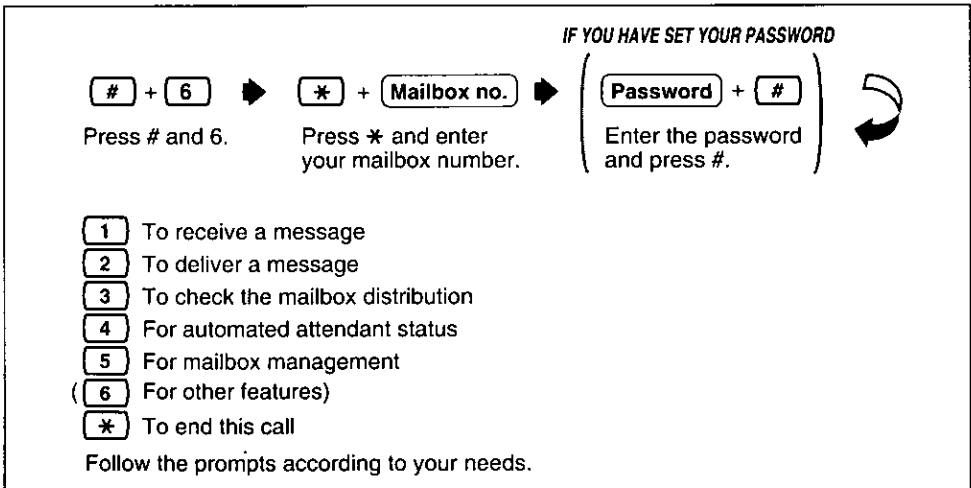 IF YOU HAVE SET YOUR PASSWORD
# + 6 * + Mailbox no. Password + #
Press # and 6. Press * and enter Enter the password
your mailbox number. and press #.
1 To receive a message
2 To deliver a message
3 To check the mailbox distribution
4 For automated attendant status
5 For mailbox management
(6 For other features)
* To end this call
Follow the prompts according to your needs.